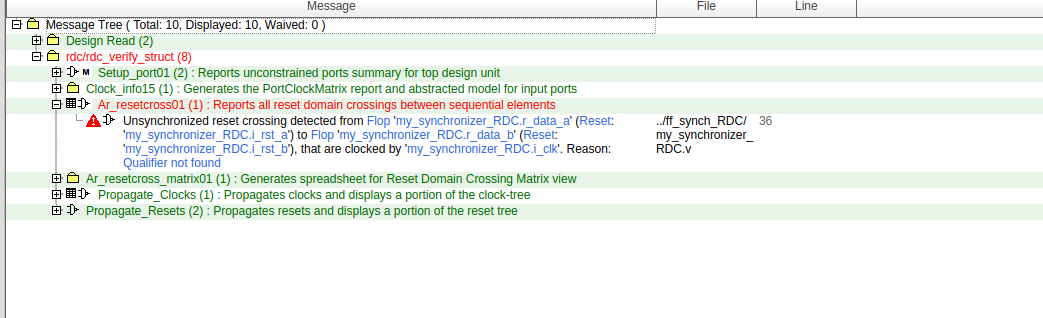 Message File Line
Message Tree ( Total: 10, Displayed: 10, Waived: 0 )
Design Read (2)
rdc/rdc_verify_struct (8)
M Setup_port01 (2) : Reports unconstrained ports summary for top design unit
Clock_info15 (1) : Generates the PortClockMatrix report and abstracted model for input ports
Ar_resetcross01 (1) : Reports all reset domain crossings between sequential elements
Unsynchronized reset crossing detected from Flop 'my_synchronizer_RDC.r_data_a' (Reset: ../ff_synch_RDC/ 36
'my_synchronizer_RDC.i_rst_a') to Flop 'my_synchronizer_RDC.r_data_b' (Reset: my_synchronizer_
'my_synchronizer_RDC.i_rst_b'), that are clocked by 'my_synchronizer_RDC.i_clk'. Reason: RDC.v
Qualifier not found
Ar_resetcross_matrix01 (1) : Generates spreadsheet for Reset Domain Crossing Matrix view
Propagate_Clocks (1) : Propagates clocks and displays a portion of the clock-tree
Propagate_Resets (2) : Propagates resets and displays a portion of the reset tree